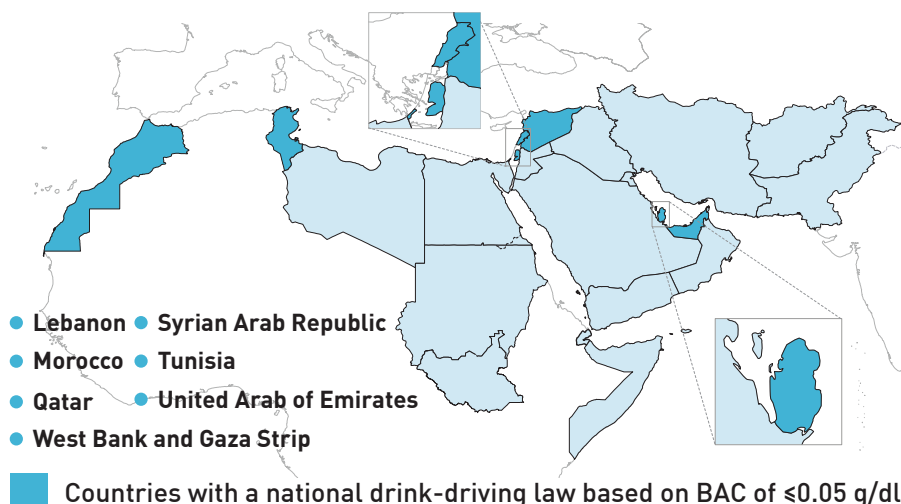 Lebanon Syrian Arab Republic
Morocco Tunisia
Qatar United Arab of Emirates
West Bank and Gaza Strip
Countries with a national drink-driving law based on BAC of ≤0.05 g/dl